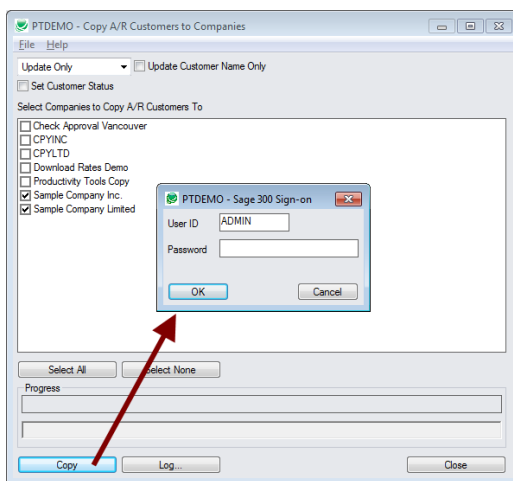 PTDEMO - Copy A/R Customers to Companies
File Help
Update Only Update Customer Name Only
Set Customer Status
Select Companies to Copy A/R Customers To
Check Approval Vancouver
CPYINC
CPYLTD
Download Rates Demo
Productivity Tools Copy
Sample Company Inc.
Sample Company Limited
PTDEMO - Sage 300 Sign-on
User ID ADMIN
Password
OK Cancel
Select All Select None
Progress
Copy Log... Close